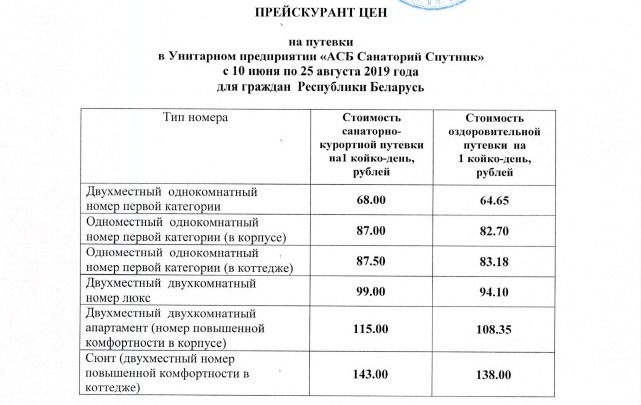 ПРЕЙСКУРАНТ ЦЕН
на путевки
в Унитарном предприятии «АСБ Санаторий Спутник»
с 10 июня по 25 августа 2019 года
для граждан Республики Беларусь
Тип номера
Стоимость
санаторно-
курортной путевки
на1 койко-день,
рублей
Стоимость
оздоровительной
путевки на
1 койко-день,
рублей
Двухместный однокомнатный
номер первой категории
68.00
64.65
Одноместный однокомнатный
номер первой категории (в корпусе)
87.00
82.70
Одноместный однокомнатный
номер первой категории (в коттедже)
87.50
83.18
Двухместный двухкомнатный
номер люкс
99.00
94.10
Двухместный двухкомнатный
апартамент (номер повышенной
комфортности в корпусе)
115.00
108.35
Сюит (двухместный номер
повышенной комфортности в
коттедже)
143.00
138.00